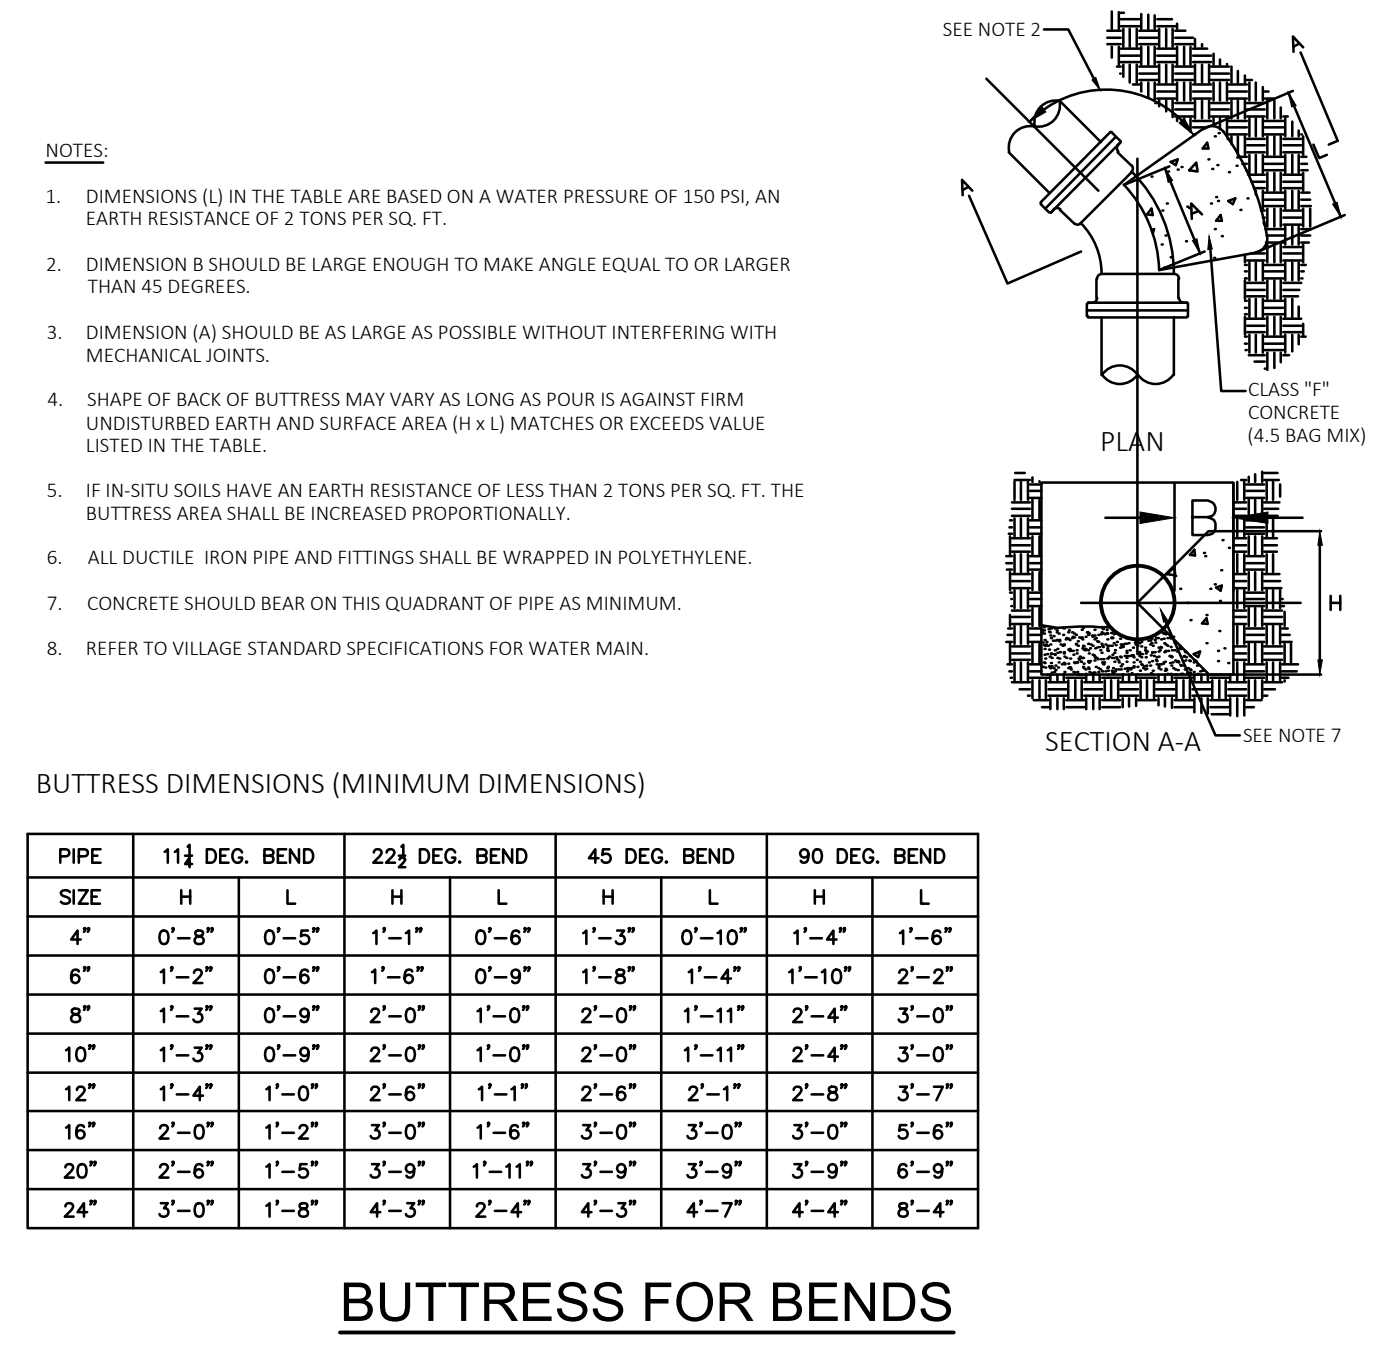 NOTES:
1. DIMENSIONS (L) IN THE TABLE ARE BASED ON A WATER PRESSURE OF 150 PSI, AN
EARTH RESISTANCE OF 2 TONS PER SQ. FT.
2. DIMENSION B SHOULD BE LARGE ENOUGH TO MAKE ANGLE EQUAL TO OR LARGER
THAN 45 DEGREES.
3. DIMENSION (A) SHOULD BE AS LARGE AS POSSIBLE WITHOUT INTERFERING WITH
MECHANICAL JOINTS.
4. SHAPE OF BACK OF BUTTRESS MAY VARY AS LONG AS POUR IS AGAINST FIRM
UNDISTURBED EARTH AND SURFACE AREA (H x L) MATCHES OR EXCEEDS VALUE
LISTED IN THE TABLE.
5. IF IN-SITU SOILS HAVE AN EARTH RESISTANCE OF LESS THAN 2 TONS PER SQ. FT. THE
BUTTRESS AREA SHALL BE INCREASED PROPORTIONALLY.
6. ALL DUCTILE IRON PIPE AND FITTINGS SHALL BE WRAPPED IN POLYETHYLENE.
7. CONCRETE SHOULD BEAR ON THIS QUADRANT OF PIPE AS MINIMUM.
8. REFER TO VILLAGE STANDARD SPECIFICATIONS FOR WATER MAIN.
SEE NOTE 2
A
L
A
A
CLASS "F"
CONCRETE
(4.5 BAG MIX)
PLAN
B
H
SEE NOTE 7
SECTION A-A
BUTTRESS DIMENSIONS (MINIMUM DIMENSIONS)
PIPE 11¼ DEG. BEND 22½ DEG. BEND 45 DEG. BEND 90 DEG. BEND
SIZE H L H L H L H L
4" 0'-8" 0'-5" 1'-1" 0'-6" 1'-3" 0'-10" 1'-4" 1'-6"
6" 1'-2" 0'-6" 1'-6" 0'-9" 1'-8" 1'-4" 1'-10" 2'-2"
8" 1'-3" 0'-9" 2'-0" 1'-0" 2'-0" 1'-11" 2'-4" 3'-0"
10" 1'-3" 0'-9" 2'-0" 1'-0" 2'-0" 1'-11" 2'-4" 3'-0"
12" 1'-4" 1'-0" 2'-6" 1'-1" 2'-6" 2'-1" 2'-8" 3'-7"
16" 2'-0" 1'-2" 3'-0" 1'-6" 3'-0" 3'-0" 3'-0" 5'-6"
20" 2'-6" 1'-5" 3'-9" 1'-11" 3'-9" 3'-9" 3'-9" 6'-9"
24" 3'-0" 1'-8" 4'-3" 2'-4" 4'-3" 4'-7" 4'-4" 8'-4"
BUTTRESS FOR BENDS